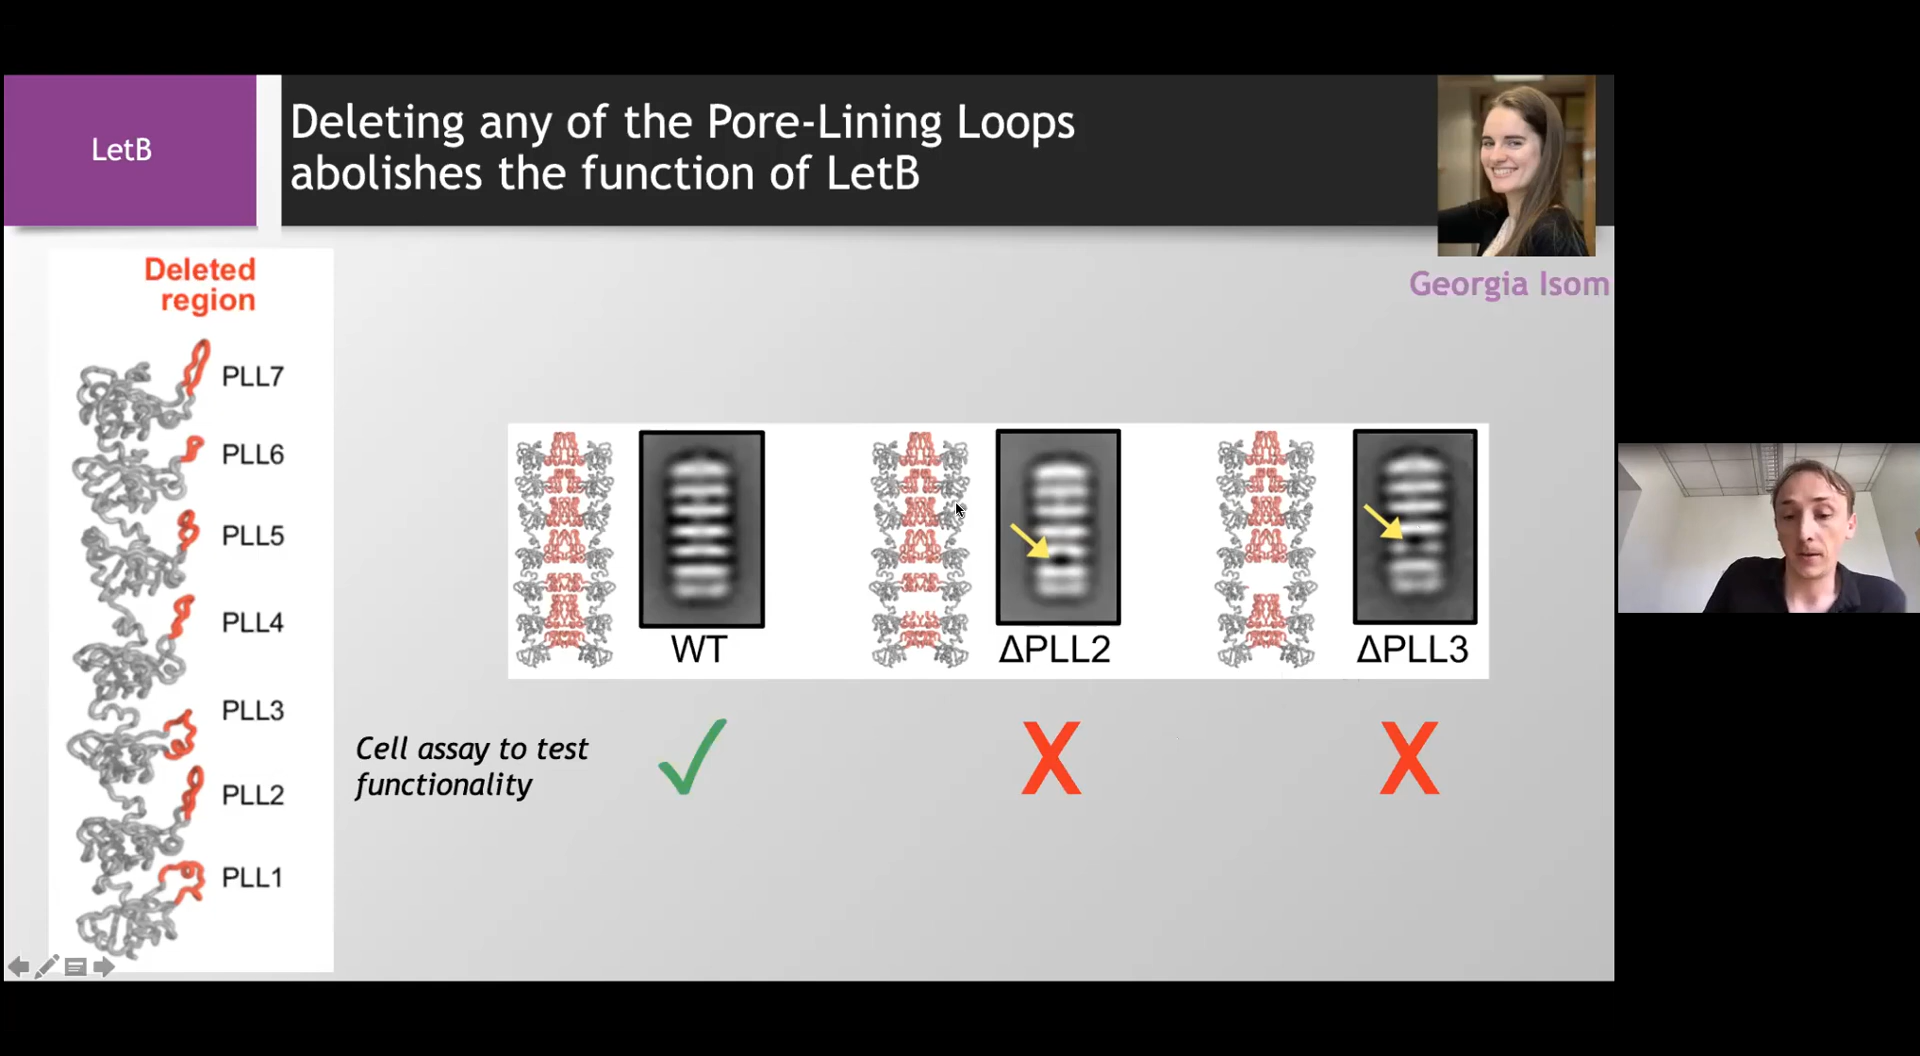 LetB
Deleting any of the Pore-Lining Loops
abolishes the function of LetB
Georgia Isom
Deleted
region
PLL7
PLL6
PLL5
PLL4
PLL3
PLL2
PLL1
WT
ΔPLL2
ΔPLL3
Cell assay to test
functionality
X
X